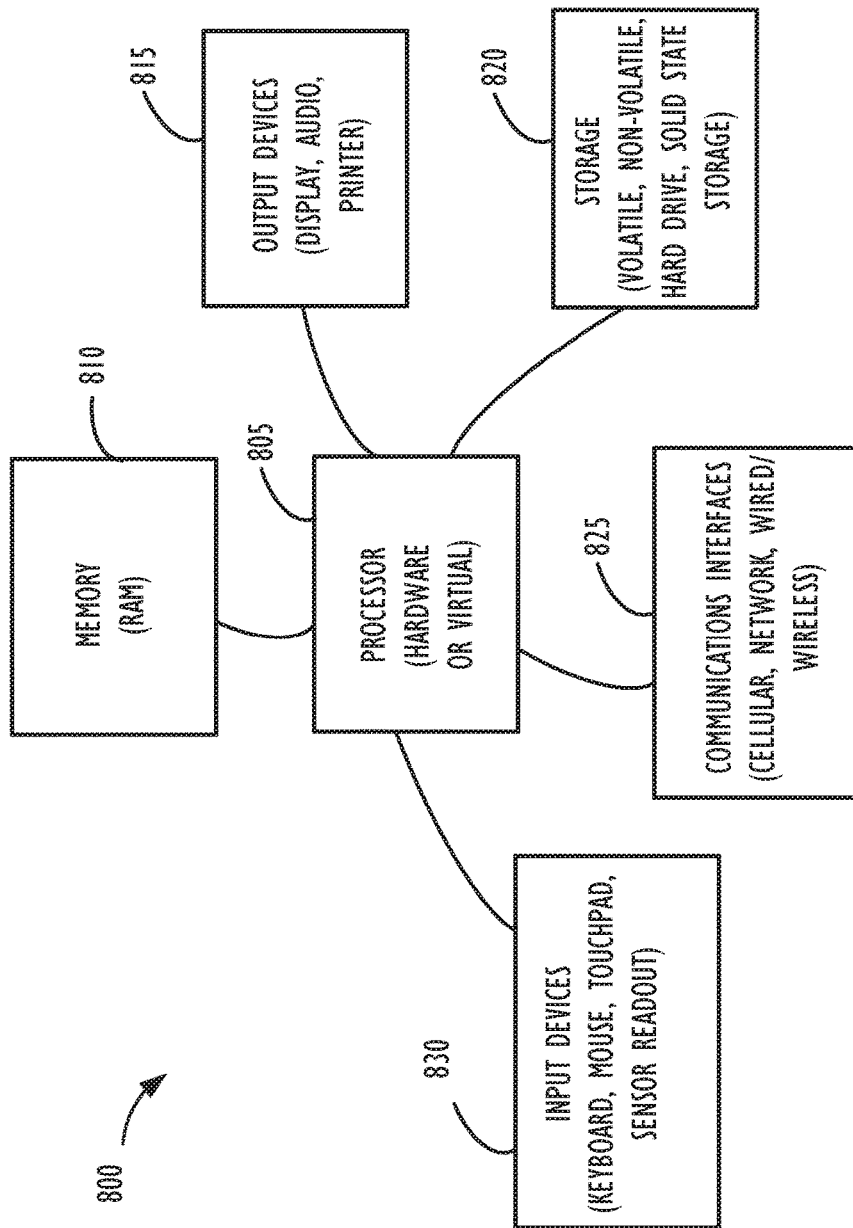 800
MEMORY
(RAM)
810
OUTPUT DEVICES
(DISPLAY, AUDIO,
PRINTER)
815
PROCESSOR
(HARDWARE
OR VIRTUAL)
805
INPUT DEVICES
(KEYBOARD, MOUSE, TOUCHPAD,
SENSOR READOUT)
830
COMMUNICATIONS INTERFACES
(CELLULAR, NETWORK, WIRED/
WIRELESS)
825
STORAGE
(VOLATILE, NON-VOLATILE,
HARD DRIVE, SOLID STATE
STORAGE)
820